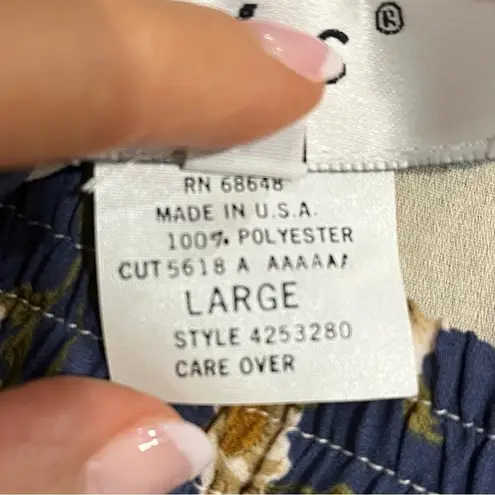 RN 68648
MADE IN U.S.A.
100% POLYESTER
CUT 5618 A AAAAAA
LARGE
STYLE 4253280
CARE OVER